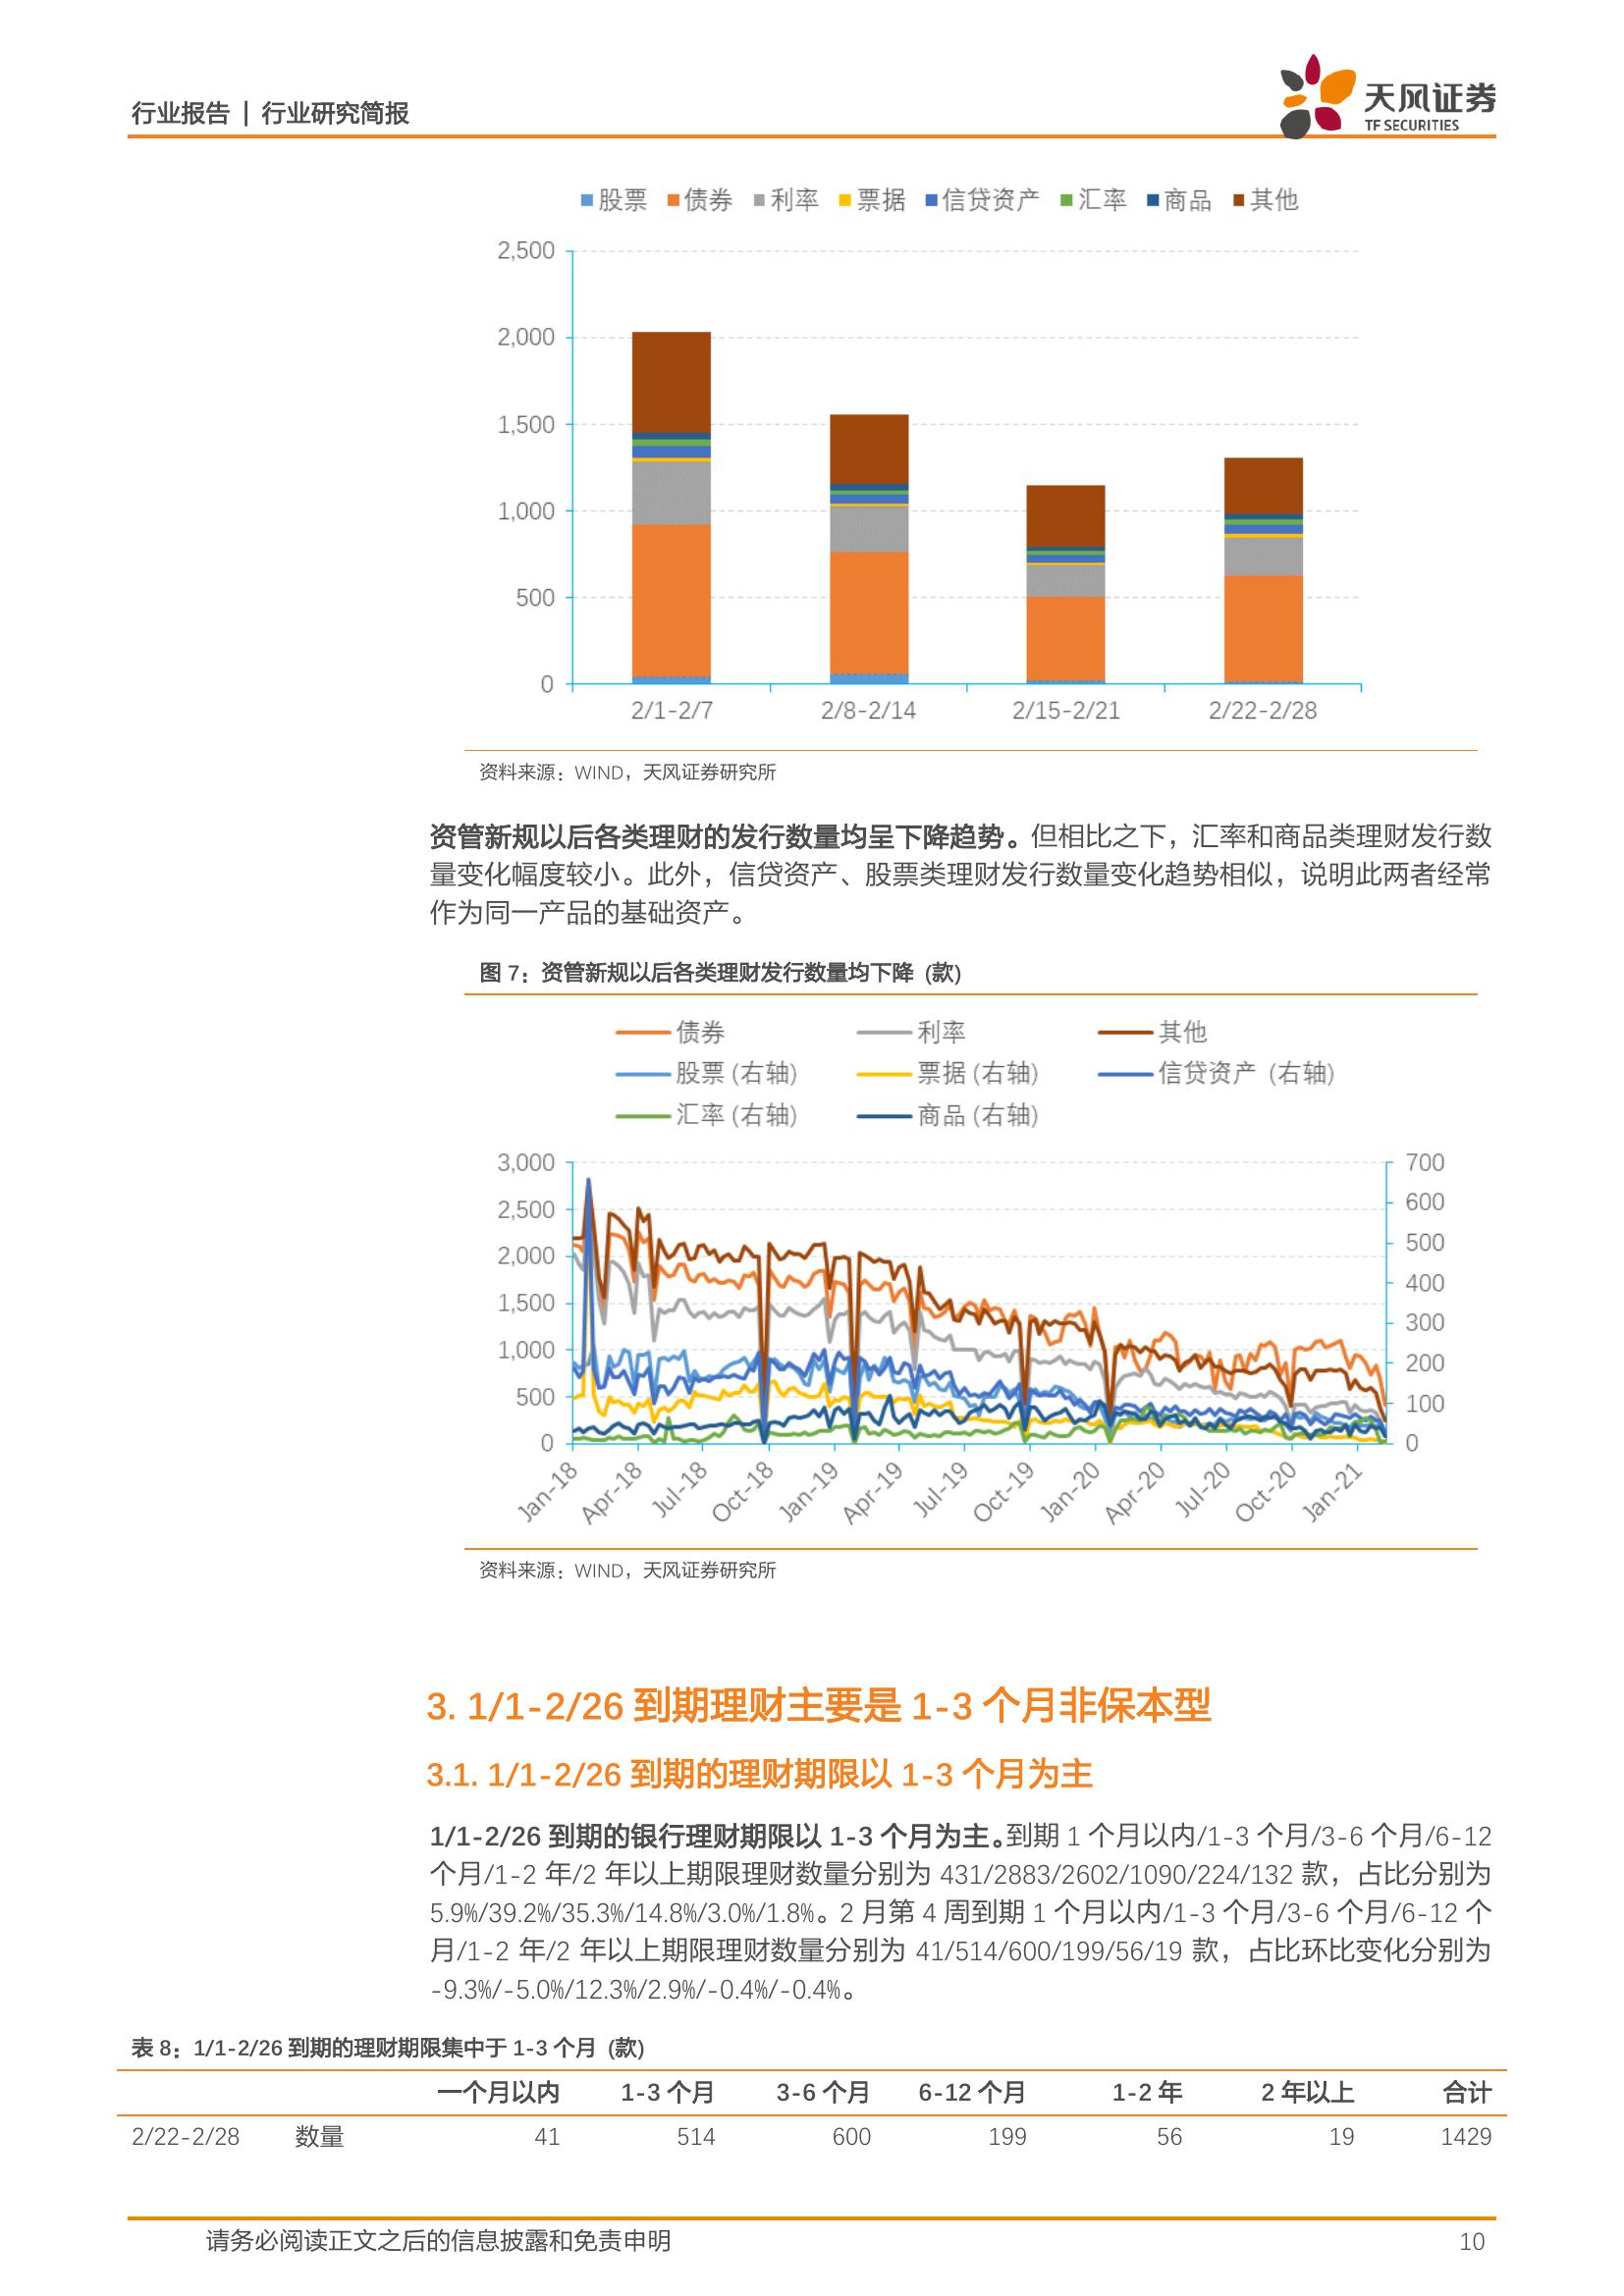 行业报告 | 行业研究简报
天风证券
TF SECURITIES
股票 债券 利率 票据 信贷资产 汇率 商品 其他
2,500
2,000
1,500
1,000
500
0
2/1-2/7 2/8-2/14 2/15-2/21 2/22-2/28
资料来源：WIND，天风证券研究所
资管新规以后各类理财的发行数量均呈下降趋势。但相比之下，汇率和商品类理财发行数
量变化幅度较小。此外，信贷资产、股票类理财发行数量变化趋势相似，说明此两者经常
作为同一产品的基础资产。
图 7：资管新规以后各类理财发行数量均下降（款）
债券 利率 其他
股票 (右轴) 票据 (右轴) 信贷资产 (右轴)
汇率 (右轴) 商品 (右轴)
3,000 700
2,500 600
2,000 500
1,500 400
1,000 300
500 200
0 100
0
Jan-18 Apr-18 Jul-18 Oct-18 Jan-19 Apr-19 Jul-19 Oct-19 Jan-20 Apr-20 Jul-20 Oct-20 Jan-21
资料来源：WIND，天风证券研究所
3. 1/1-2/26 到期理财主要是 1-3 个月非保本型
3.1. 1/1-2/26 到期的理财期限以 1-3 个月为主
1/1-2/26 到期的银行理财期限以 1-3 个月为主。到期 1 个月以内/1-3 个月/3-6 个月/6-12
个月/1-2 年/2 年以上期限理财数量分别为 431/2883/2602/1090/224/132 款，占比分别为
5.9%/39.2%/35.3%/14.8%/3.0%/1.8%。2 月第 4 周到期 1 个月以内/1-3 个月/3-6 个月/6-12 个
月/1-2 年/2 年以上期限理财数量分别为 41/514/600/199/56/19 款，占比环比变化分别为
-9.3%/-5.0%/12.3%/2.9%/-0.4%/-0.4%。
表 8：1/1-2/26 到期的理财期限集中于 1-3 个月（款）
一个月以内 1-3 个月 3-6 个月 6-12 个月 1-2 年 2 年以上 合计
2/22-2/28 数量 41 514 600 199 56 19 1429
请务必阅读正文之后的信息披露和免责申明 10